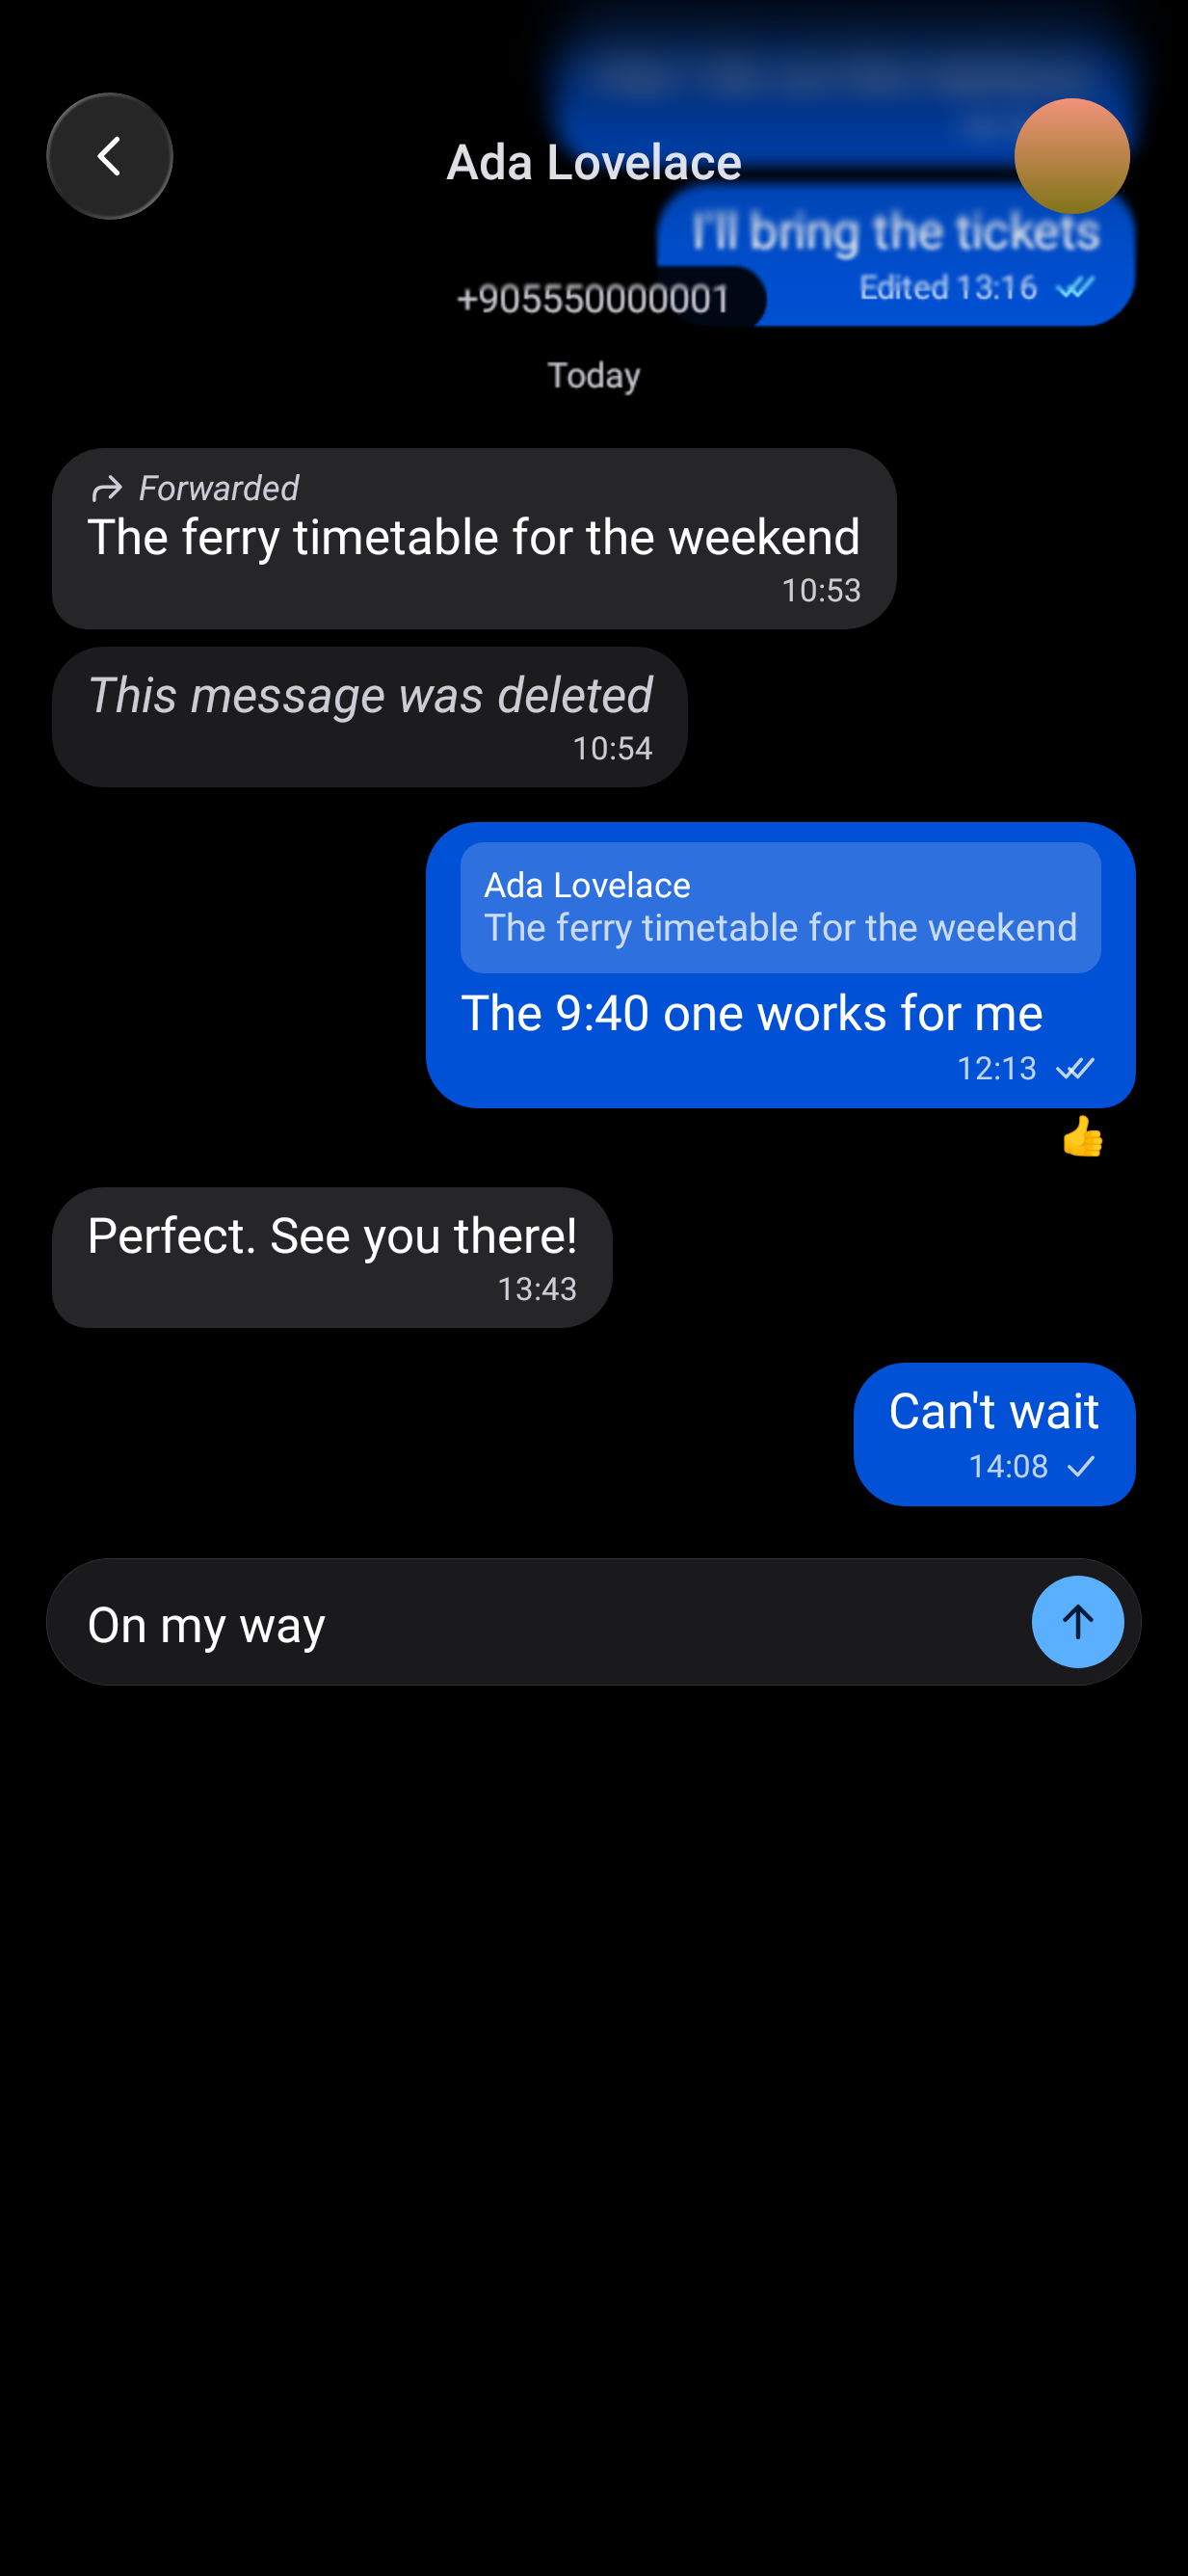 Ada Lovelace
I'll bring the tickets
Edited 13:16
+905550000001
Today
Forwarded
The ferry timetable for the weekend
10:53
This message was deleted
10:54
Ada Lovelace
The ferry timetable for the weekend
The 9:40 one works for me
12:13
👍
Perfect. See you there!
13:43
Can't wait
14:08
On my way